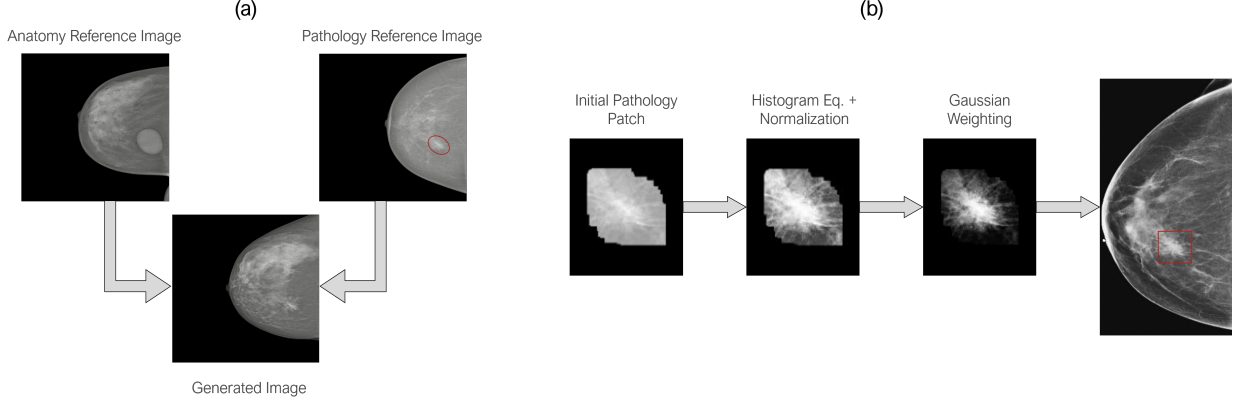 (a)
Anatomy Reference Image
Pathology Reference Image
Generated Image
(b)
Initial Pathology
Patch
Histogram Eq. +
Normalization
Gaussian
Weighting